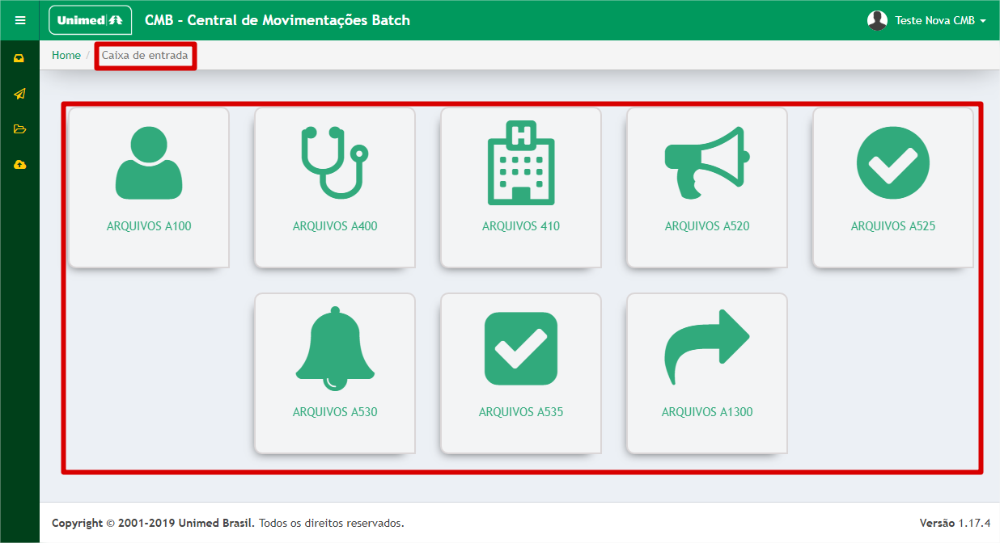 Unimed CMB - Central de Movimentações Batch Teste Nova CMB
Home / Caixa de entrada
ARQUIVOS A100 ARQUIVOS A400 ARQUIVOS 410 ARQUIVOS A520 ARQUIVOS A525
ARQUIVOS A530 ARQUIVOS A535 ARQUIVOS A1300
Copyright © 2001-2019 Unimed Brasil. Todos os direitos reservados. Versão 1.17.4